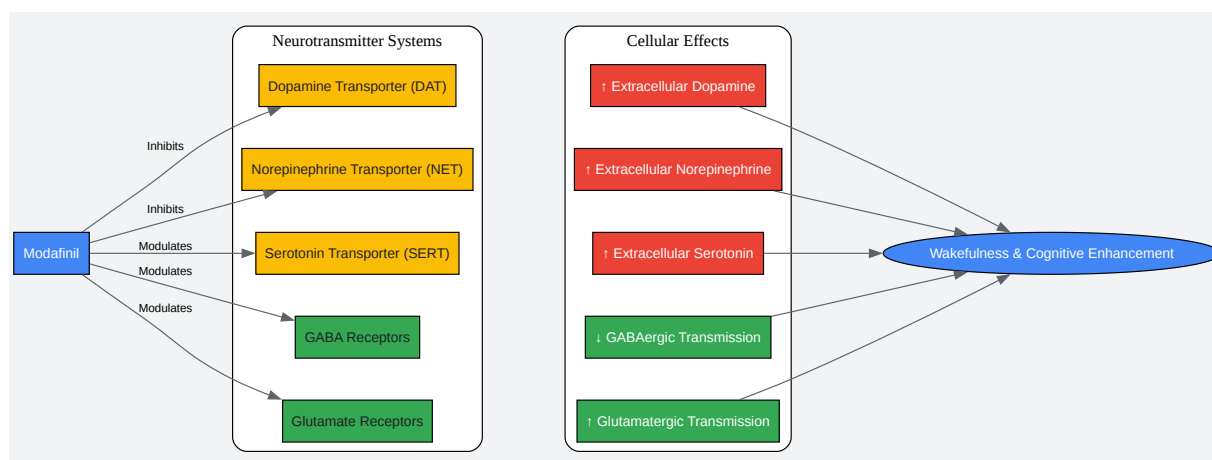 Neurotransmitter Systems
Cellular Effects
Dopamine Transporter (DAT)
↑ Extracellular Dopamine
Inhibits
Norepinephrine Transporter (NET)
↑ Extracellular Norepinephrine
Inhibits
Modafinil
Modulates
Serotonin Transporter (SERT)
↑ Extracellular Serotonin
Wakefulness & Cognitive Enhancement
Modulates
Modulates
GABA Receptors
↓ GABAergic Transmission
Glutamate Receptors
↑ Glutamatergic Transmission